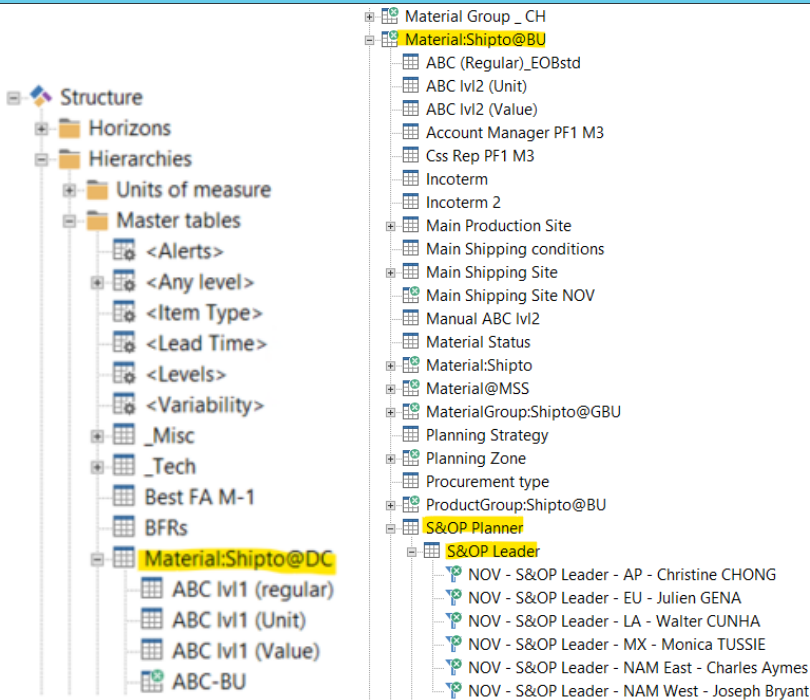 Structure
Horizons
Hierarchies
Units of measure
Master tables
<Alerts>
<Any level>
<Item Type>
<Lead Time>
<Levels>
<Variability>
_Misc
_Tech
Best FA M-1
BFRs
Material:Shipto@DC
ABC lvl1 (regular)
ABC lvl1 (Unit)
ABC lvl1 (Value)
ABC-BU
Material Group _ CH
Material:Shipto@BU
ABC (Regular)_EOBstd
ABC lvl2 (Unit)
ABC lvl2 (Value)
Account Manager PF1 M3
Css Rep PF1 M3
Incoterm
Incoterm 2
Main Production Site
Main Shipping conditions
Main Shipping Site
Main Shipping Site NOV
Manual ABC lvl2
Material Status
Material:Shipto
Material@MSS
MaterialGroup:Shipto@GBU
Planning Strategy
Planning Zone
Procurement type
ProductGroup:Shipto@BU
S&OP Planner
S&OP Leader
NOV - S&OP Leader - AP - Christine CHONG
NOV - S&OP Leader - EU - Julien GENA
NOV - S&OP Leader - LA - Walter CUNHA
NOV - S&OP Leader - MX - Monica TUSSIE
NOV - S&OP Leader - NAM East - Charles Aymes
NOV - S&OP Leader - NAM West - Joseph Bryant